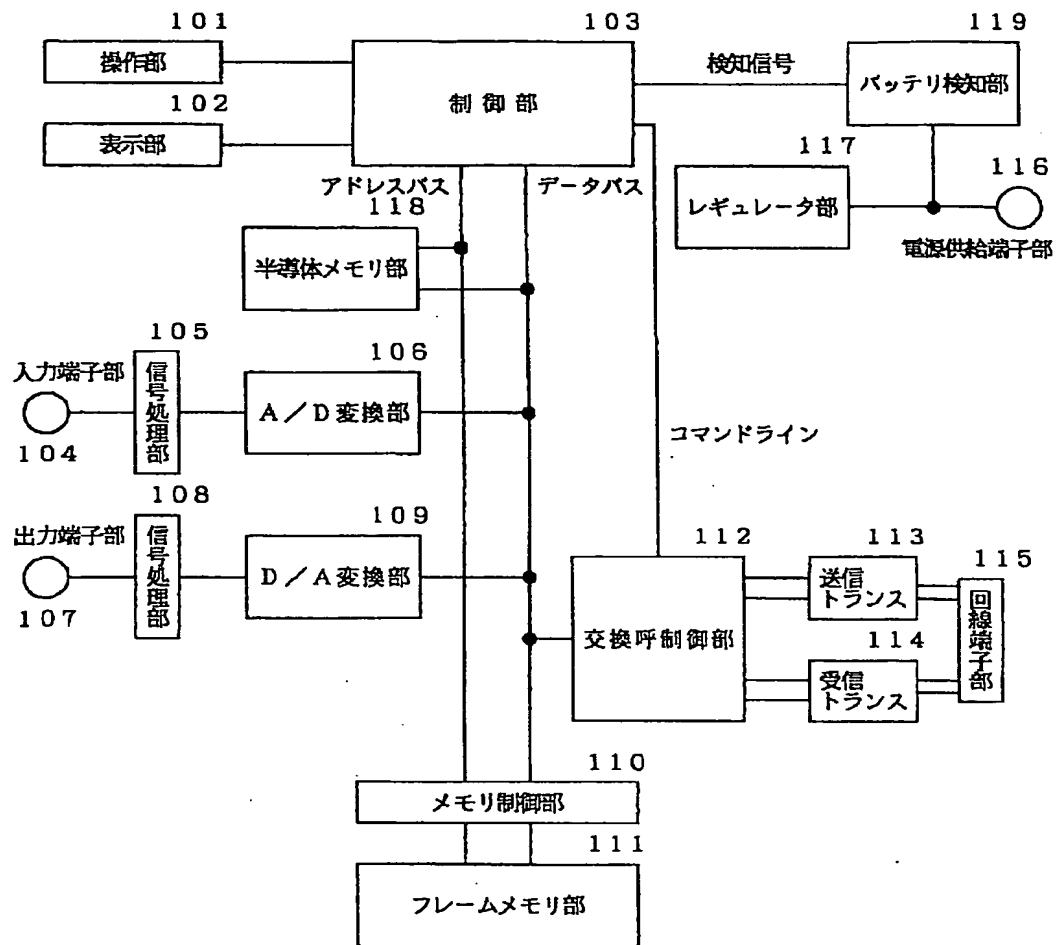 101
操作部
102
表示部
103
制御部
検知信号
119
バッテリ検知部
117
レギュレータ部
116
電源供給端子部
アドレスバス
データバス
118
半導体メモリ部
105
入力端子部
104
信号処理部
106
A/D変換部
コマンドライン
108
出力端子部
107
信号処理部
109
D/A変換部
112
交換呼制御部
113
送信
トランス
114
受信
トランス
115
回線端子部
110
メモリ制御部
111
フレームメモリ部